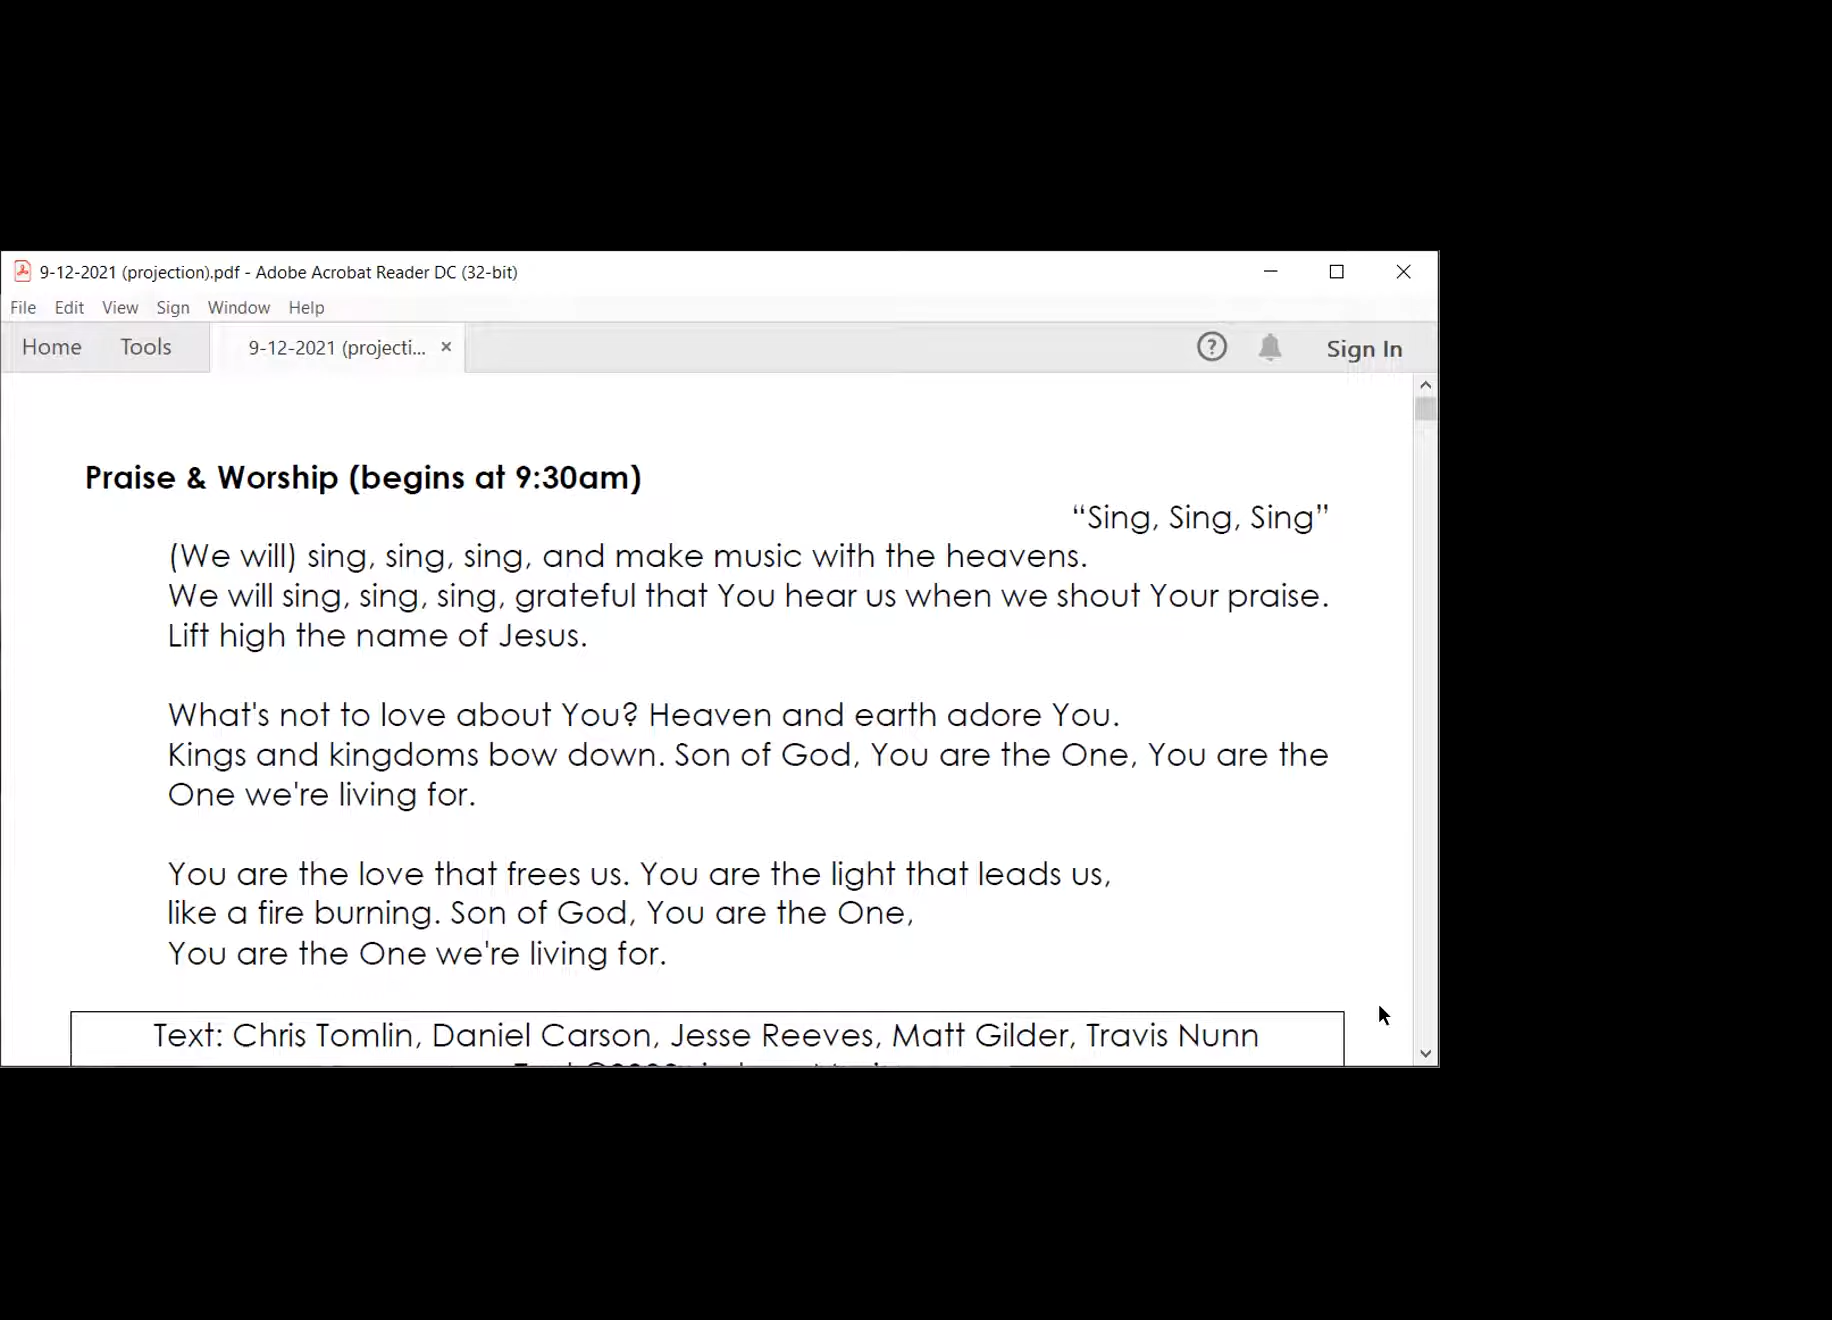 9-12-2021 (projection).pdf - Adobe Acrobat Reader DC (32-bit)
File Edit View Sign Window Help
Home Tools 9-12-2021 (projecti... × Sign In
Praise & Worship (begins at 9:30am)
“Sing, Sing, Sing”
(We will) sing, sing, sing, and make music with the heavens.
We will sing, sing, sing, grateful that You hear us when we shout Your praise.
Lift high the name of Jesus.
What's not to love about You? Heaven and earth adore You.
Kings and kingdoms bow down. Son of God, You are the One, You are the
One we're living for.
You are the love that frees us. You are the light that leads us,
like a fire burning. Son of God, You are the One,
You are the One we're living for.
Text: Chris Tomlin, Daniel Carson, Jesse Reeves, Matt Gilder, Travis Nunn